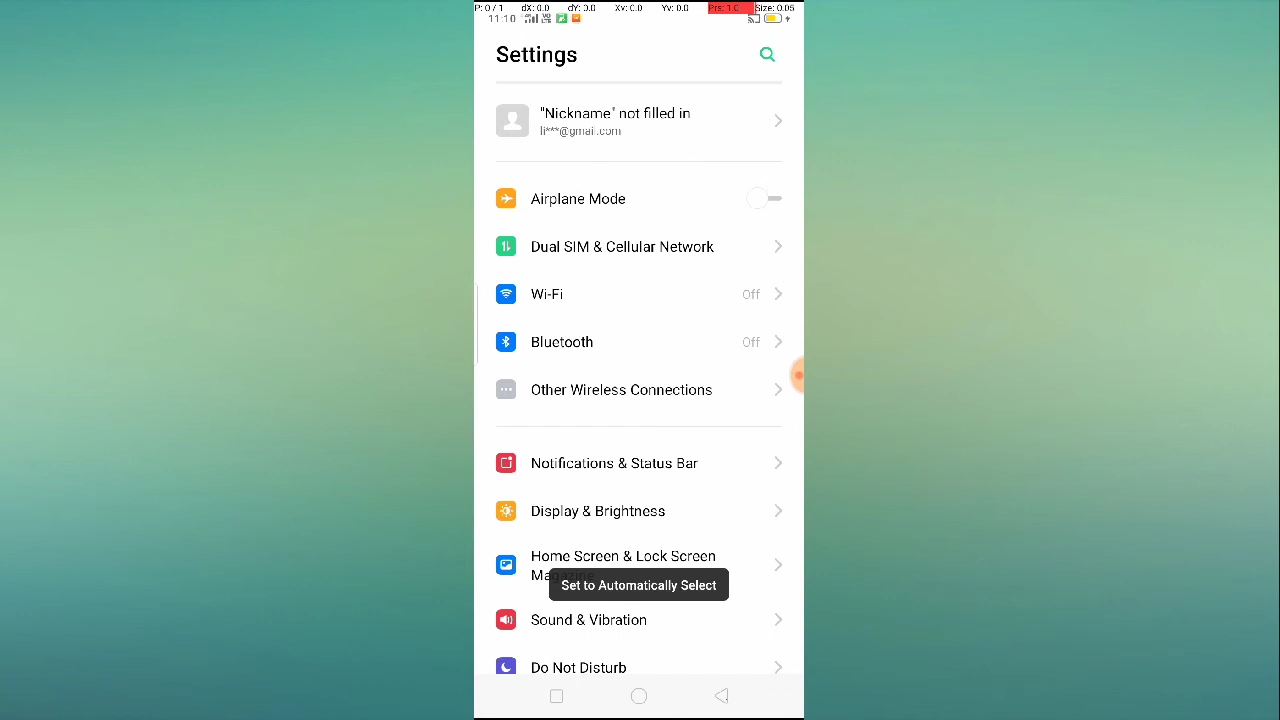 P: 0 / 1 dX: 0.0 dY: 0.0 Xv: 0.0 Yv: 0.0 Prs: 1.0 Size: 0.05
11:10
Settings
"Nickname" not filled in
li***@gmail.com
Airplane Mode
Dual SIM & Cellular Network
Wi-Fi Off
Bluetooth Off
Other Wireless Connections
Notifications & Status Bar
Display & Brightness
Home Screen & Lock Screen
Set to Automatically Select
Sound & Vibration
Do Not Disturb